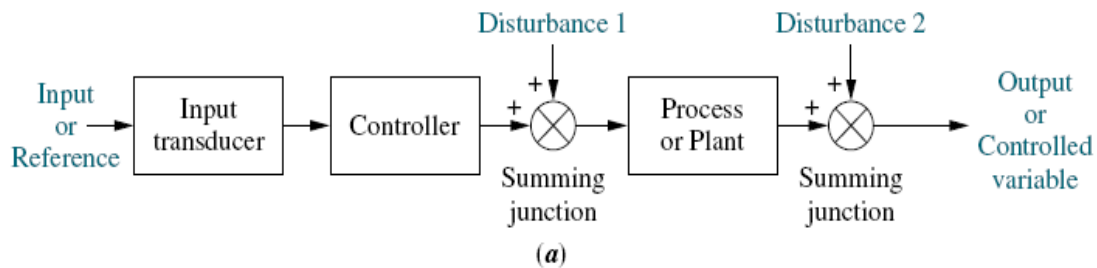 Disturbance 1
Disturbance 2
Input
or
Reference
Input
transducer
Controller
+
+
Summing
junction
Process
or Plant
+
+
Summing
junction
Output
or
Controlled
variable
(a)